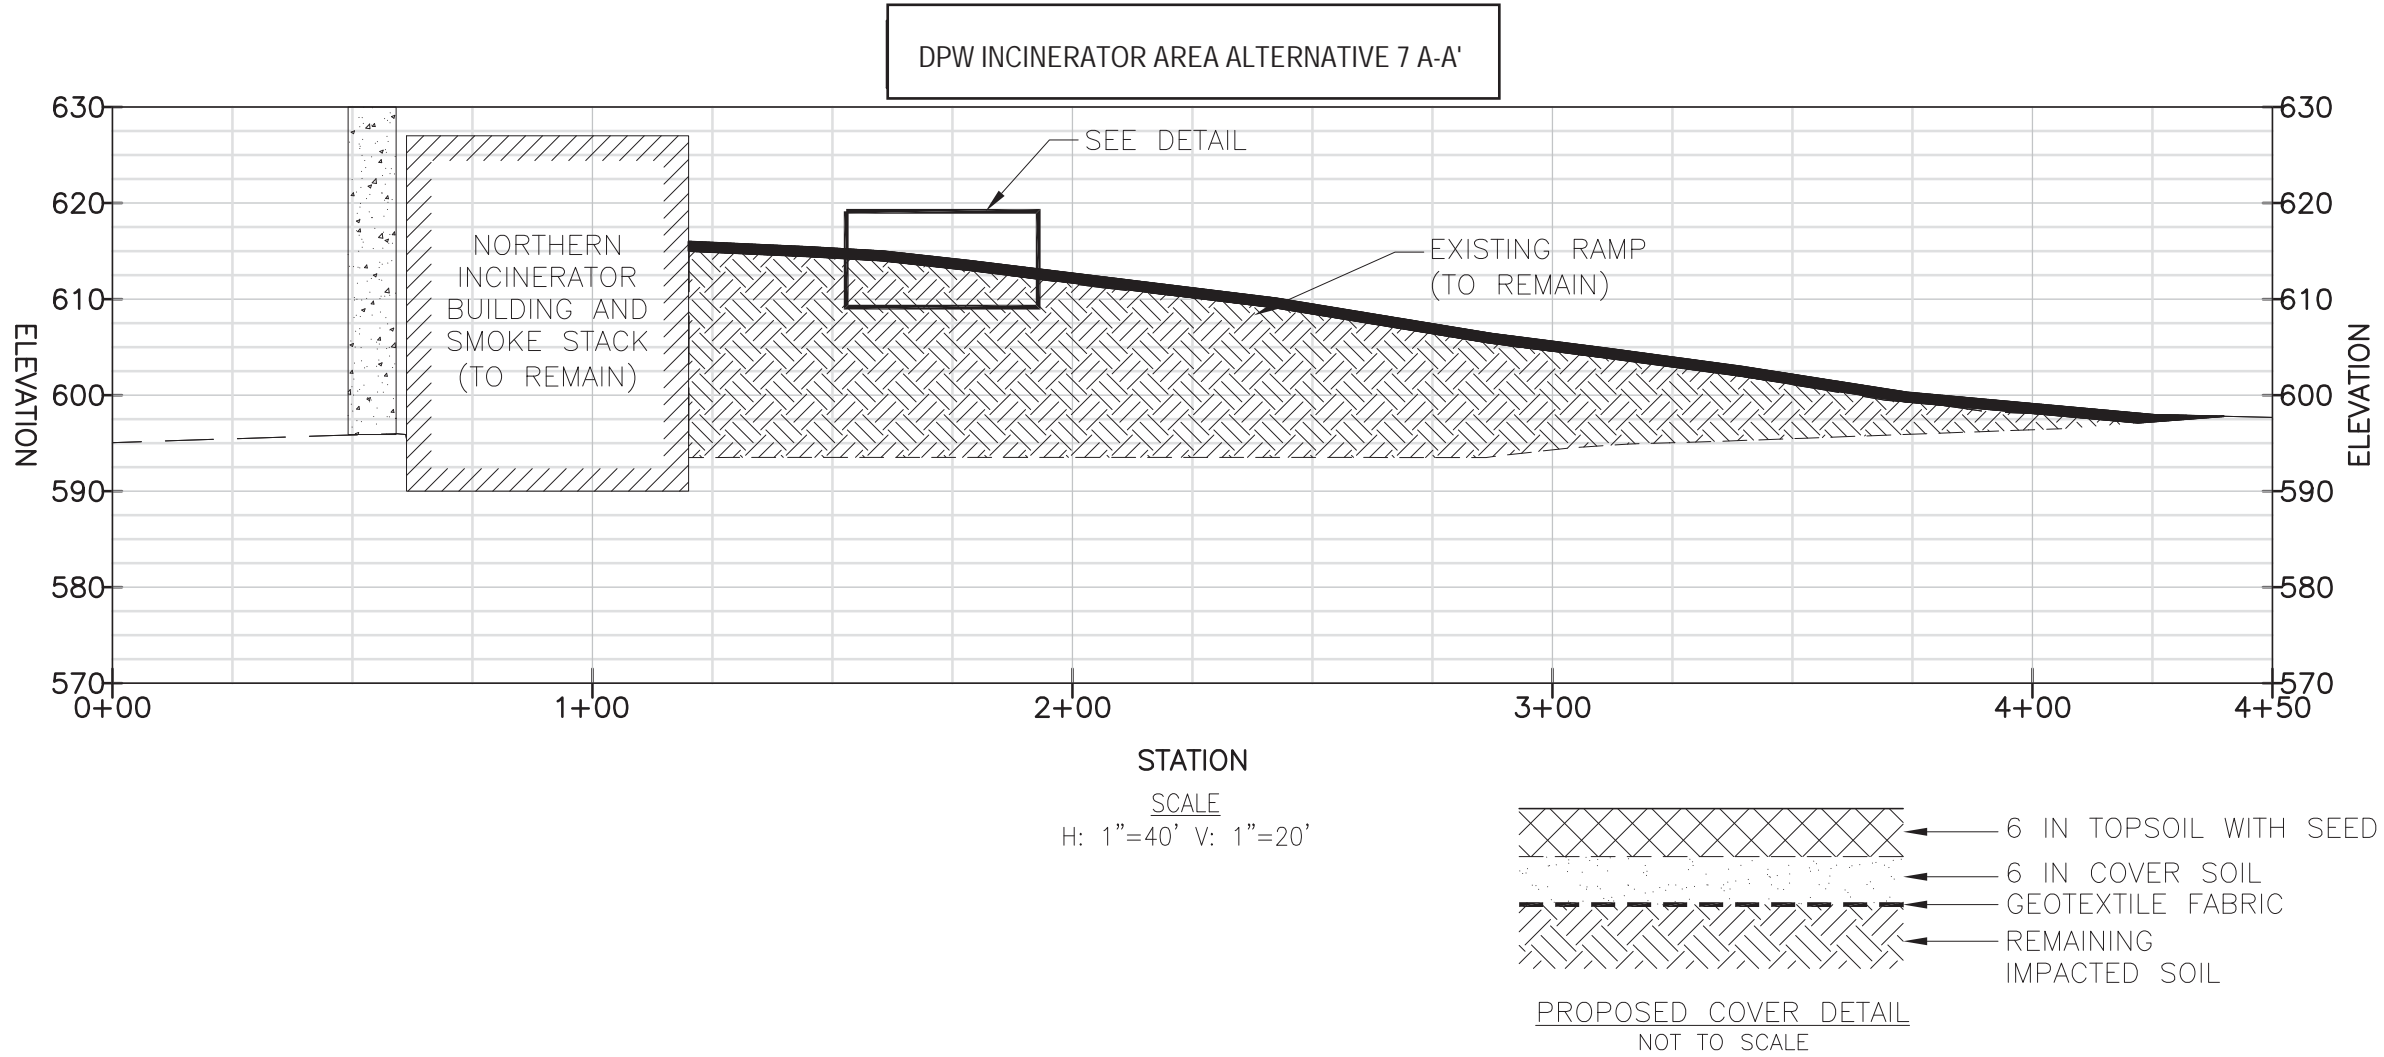 DPW INCINERATOR AREA ALTERNATIVE 7 A-A'
630
620
610
600
590
580
570
ELEVATION
SEE DETAIL
NORTHERN
INCINERATOR
BUILDING AND
SMOKE STACK
(TO REMAIN)
EXISTING RAMP
(TO REMAIN)
630
620
610
600
590
580
570
ELEVATION
0+00 1+00 2+00 3+00 4+00 4+50
STATION
SCALE
H: 1"=40' V: 1"=20'
6 IN TOPSOIL WITH SEED
6 IN COVER SOIL
GEOTEXTILE FABRIC
REMAINING
IMPACTED SOIL
PROPOSED COVER DETAIL
NOT TO SCALE